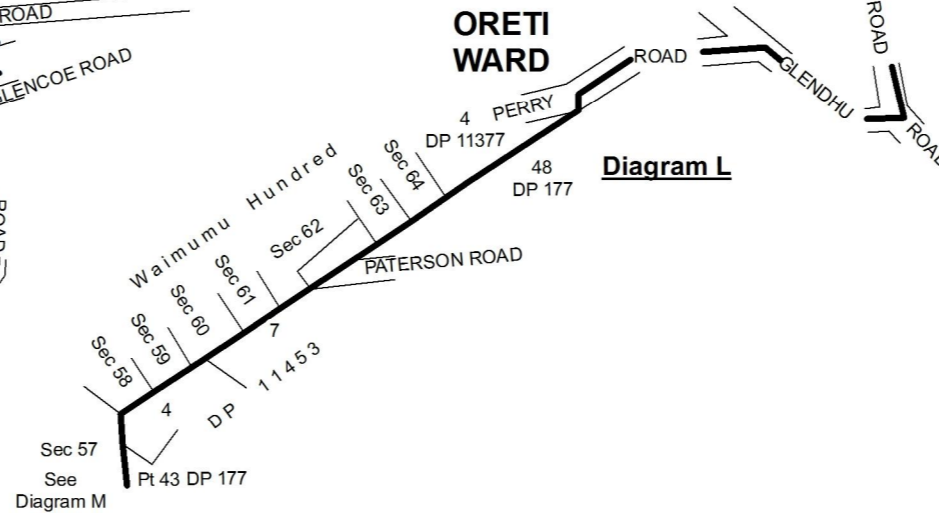 ROAD
GLENCOE ROAD
ROAD
ORETI
WARD
PERRY
ROAD
GLENDHU
ROAD
ROAD
4
DP 11377
48
DP 177
Diagram L
Waimumu Hundred
Sec 64
Sec 63
Sec 62
Sec 61
Sec 60
Sec 59
Sec 58
PATERSON ROAD
7
4
DP 11453
Sec 57
See
Diagram M
Pt 43 DP 177